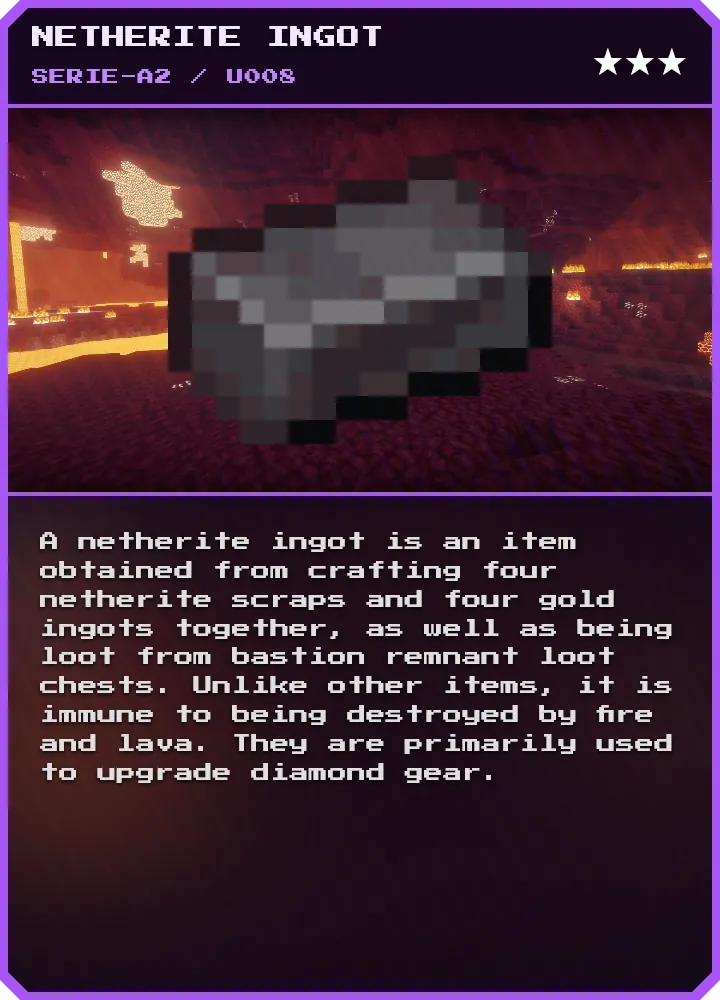 NETHERITE INGOT
SERIE-A2 / U008
★★★
A netherite ingot is an item
obtained from crafting four
netherite scraps and four gold
ingots together, as well as being
loot from bastion remnant loot
chests. Unlike other items, it is
immune to being destroyed by fire
and lava. They are primarily used
to upgrade diamond gear.